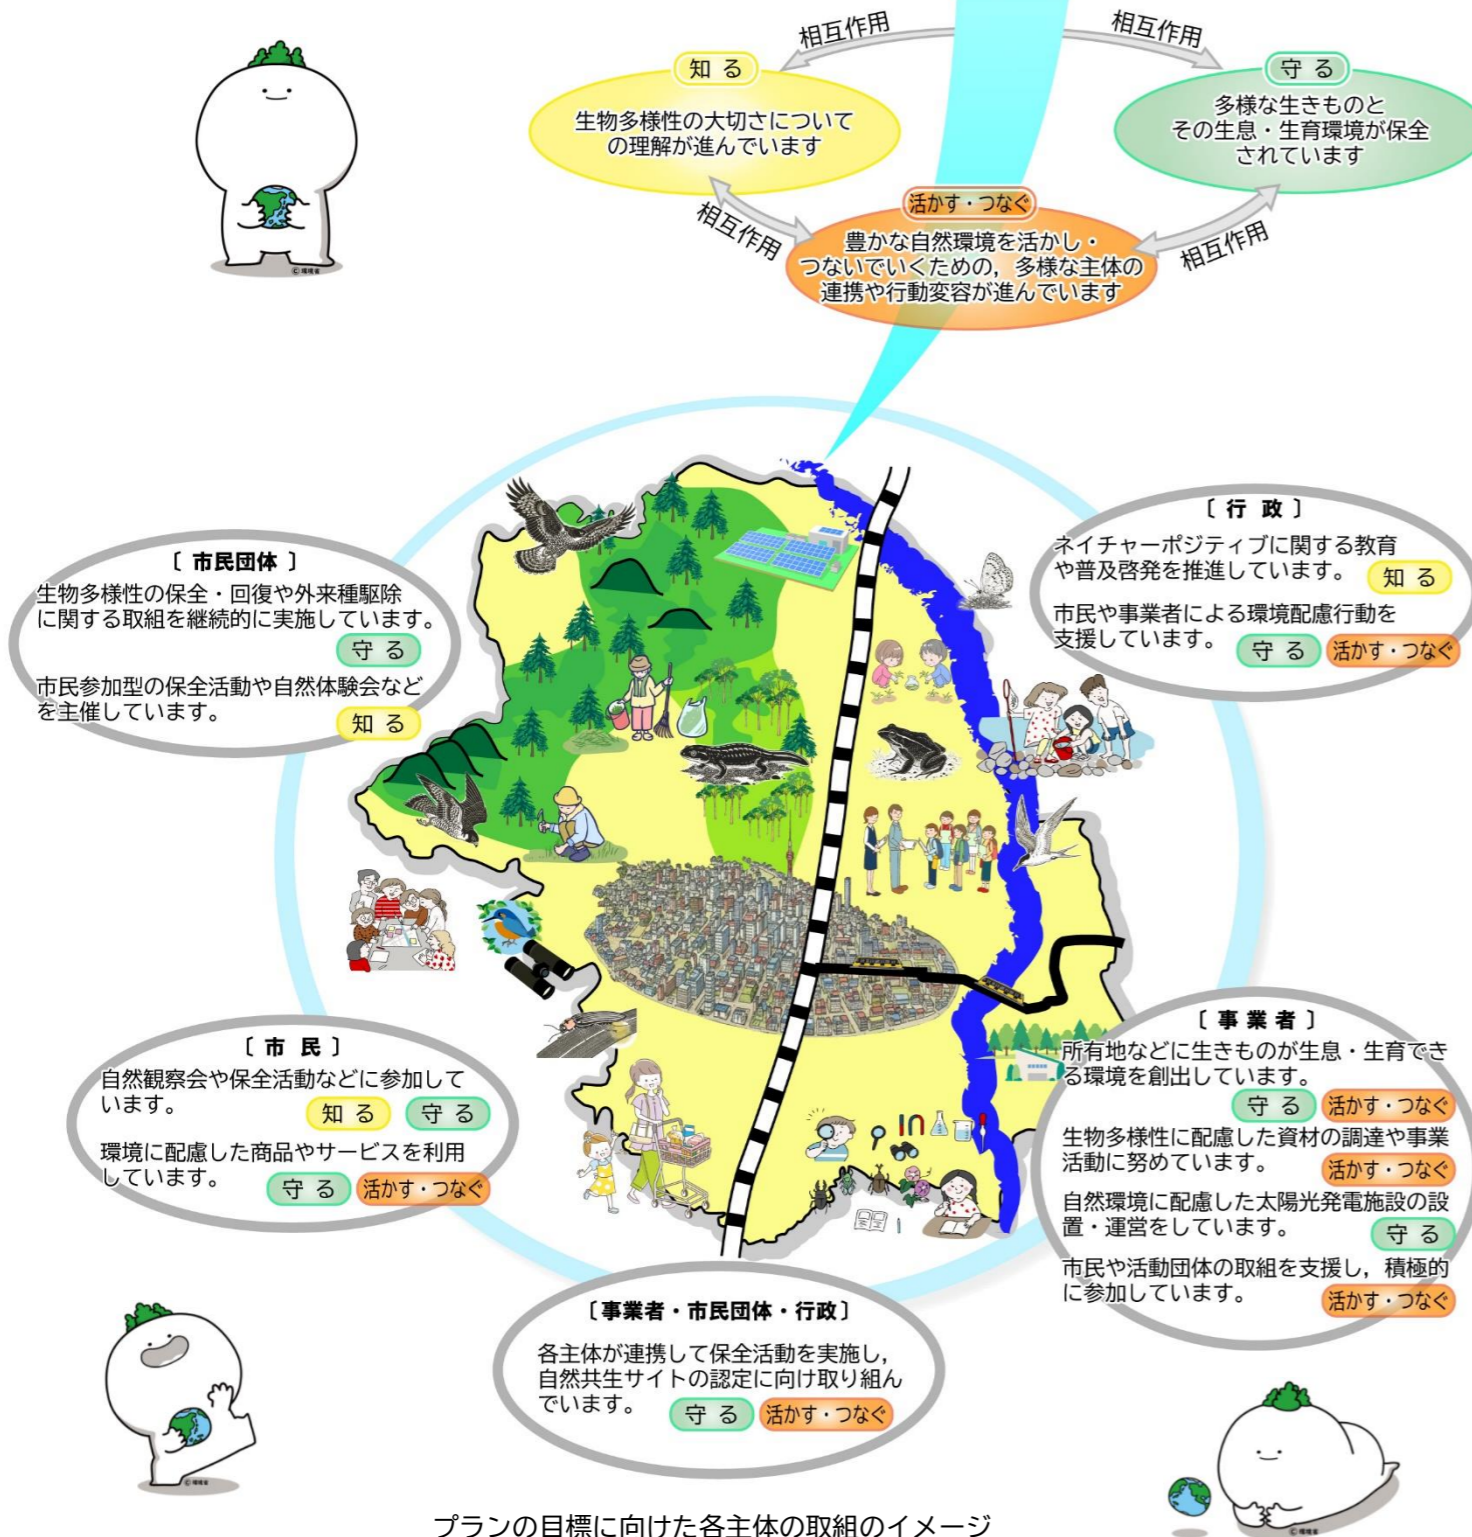 相互作用
相互作用
知 る
生物多様性の大切さについて
の理解が進んでいます
守 る
多様な生きものと
その生息・生育環境が保全
されています
相互作用
相互作用
活かす・つなぐ
豊かな自然環境を活かし・
つないでいくための，多様な主体の
連携や行動変容が進んでいます
©環境省
〔 市民団体 〕
生物多様性の保全・回復や外来種駆除
に関する取組を継続的に実施しています。
守 る
市民参加型の保全活動や自然体験会など
を主催しています。
知 る
〔 行 政 〕
ネイチャーポジティブに関する教育
や普及啓発を推進しています。
知 る
市民や事業者による環境配慮行動を
支援しています。
守 る
活かす・つなぐ
〔 市 民 〕
自然観察会や保全活動などに参加して
います。
知 る
守 る
環境に配慮した商品やサービスを利用
しています。
守 る
活かす・つなぐ
〔 事 業 者 〕
所有地などに生きものが生息・生育でき
る環境を創出しています。
守 る
活かす・つなぐ
生物多様性に配慮した資材の調達や事業
活動に努めています。
活かす・つなぐ
自然環境に配慮した太陽光発電施設の設
置・運営をしています。
守 る
市民や活動団体の取組を支援し，積極的
に参加しています。
活かす・つなぐ
〔事業者・市民団体・行政〕
各主体が連携して保全活動を実施し，
自然共生サイトの認定に向け取り組ん
でいます。
守 る
活かす・つなぐ
©環境省
©環境省
プランの目標に向けた各主体の取組のイメージ